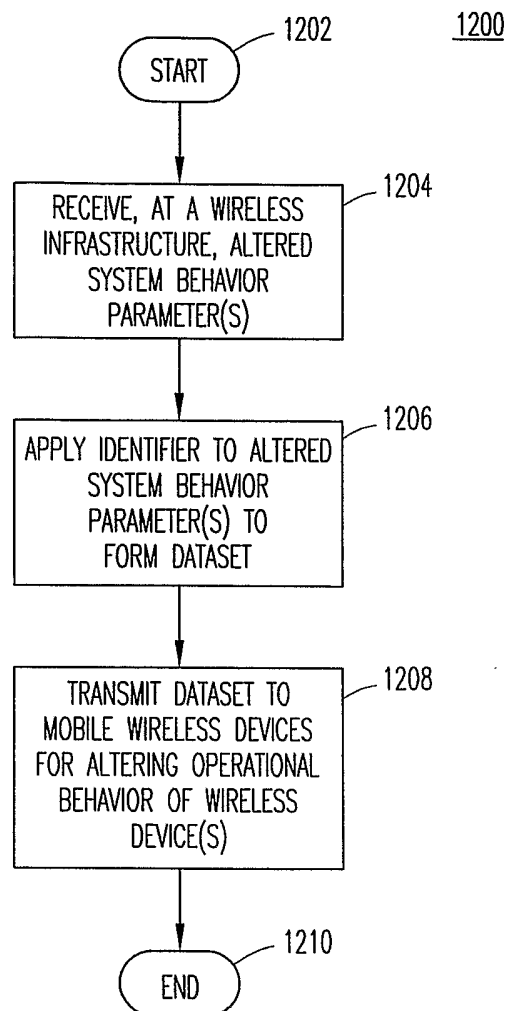 1200
1202
START
1204
RECEIVE, AT A WIRELESS
INFRASTRUCTURE, ALTERED
SYSTEM BEHAVIOR
PARAMETER(S)
1206
APPLY IDENTIFIER TO ALTERED
SYSTEM BEHAVIOR
PARAMETER(S) TO
FORM DATASET
1208
TRANSMIT DATASET TO
MOBILE WIRELESS DEVICES
FOR ALTERING OPERATIONAL
BEHAVIOR OF WIRELESS
DEVICE(S)
1210
END